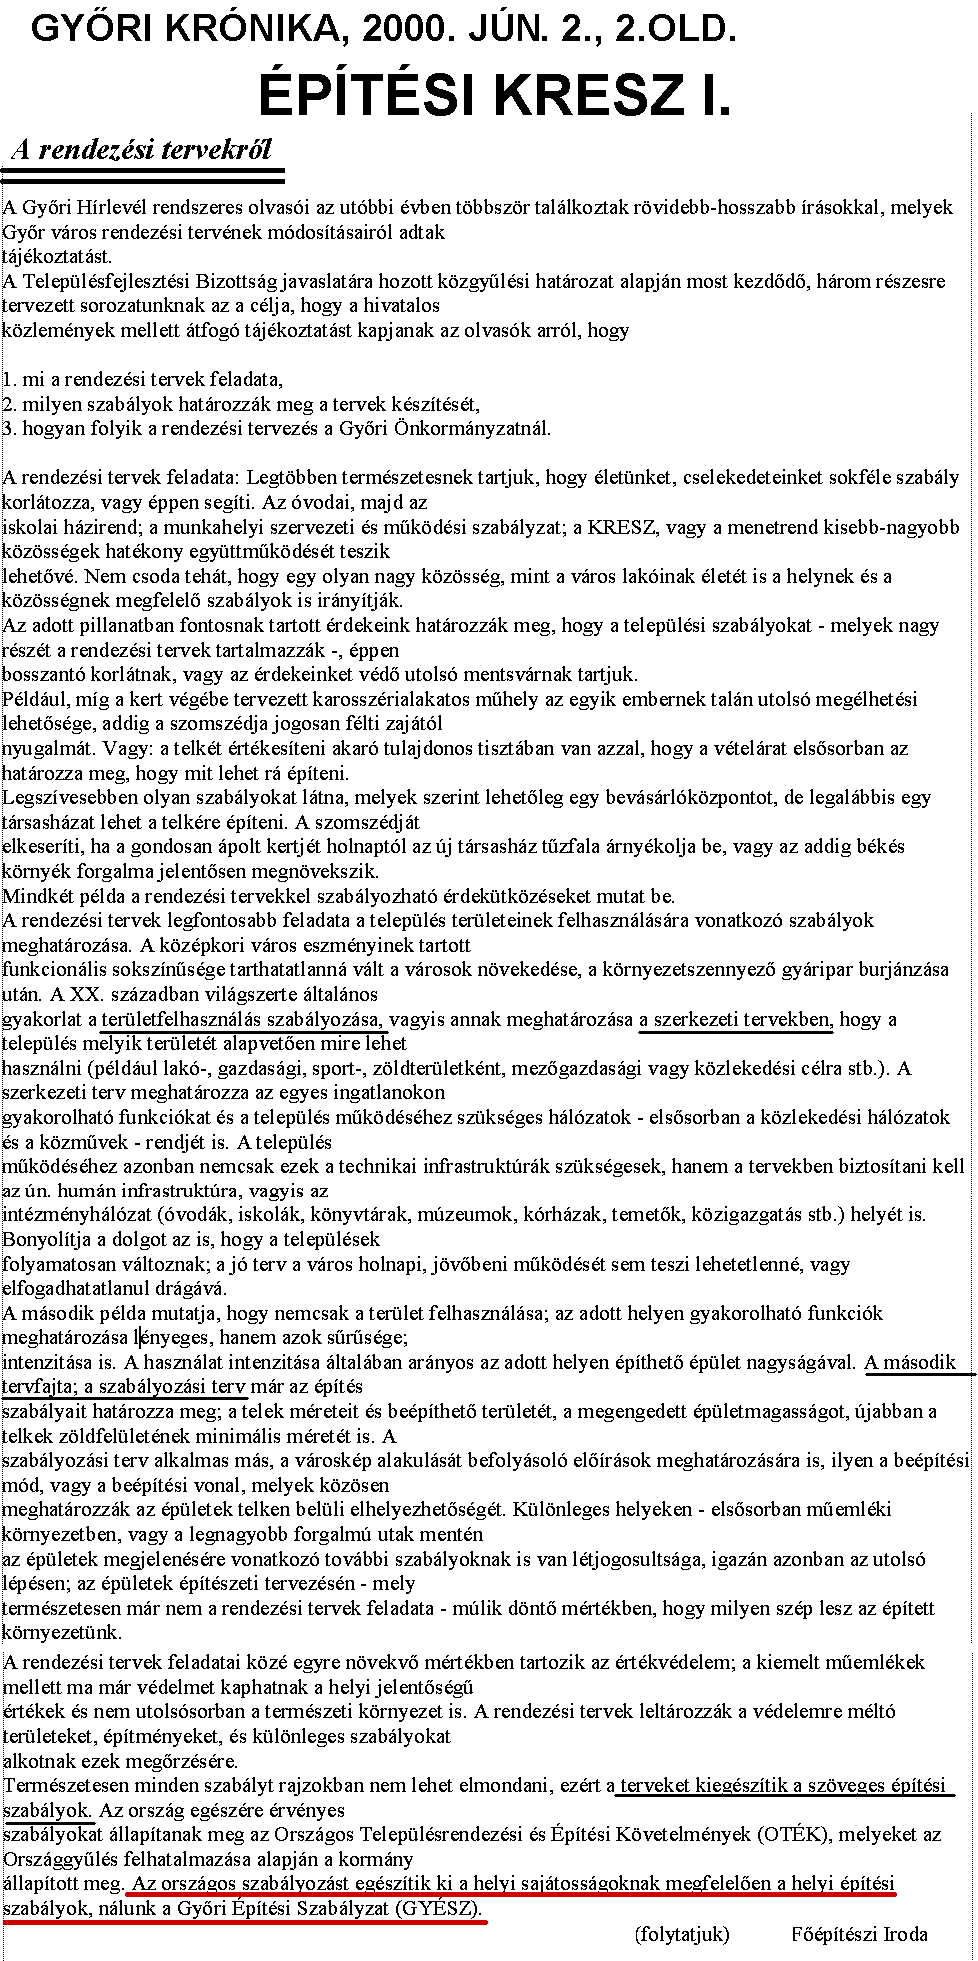 GYŐRI KRÓNIKA, 2000. JÚN. 2., 2.OLD.
ÉPÍTÉSI KRESZ I.
A rendezési tervekről
A Győri Hírlevél rendszeres olvasói az utóbbi évben többször találkoztak rövidebb-hosszabb írásokkal, melyek
Győr város rendezési tervének módosításairól adtak
tájékoztatást.
A Településfejlesztési Bizottság javaslatára hozott közgyűlési határozat alapján most kezdődő, három részesre
tervezett sorozatunknak az a célja, hogy a hivatalos
közlemények mellett átfogó tájékoztatást kapjanak az olvasók arról, hogy
1. mi a rendezési tervek feladata,
2. milyen szabályok határozzák meg a tervek készítését,
3. hogyan folyik a rendezési tervezés a Győri Önkormányzatnál.
A rendezési tervek feladata: Legtöbben természetesnek tartjuk, hogy életünket, cselekedeteinket sokféle szabály
korlátozza, vagy éppen segíti. Az óvodai, majd az
iskolai házirend; a munkahelyi szervezeti és működési szabályzat; a KRESZ, vagy a menetrend kisebb-nagyobb
közösségek hatékony együttműködését teszik
lehetővé. Nem csoda tehát, hogy egy olyan nagy közösség, mint a város lakóinak életét is a helynek és a
közösségnek megfelelő szabályok is irányítják.
Az adott pillanatban fontosnak tartott érdekeink határozzák meg, hogy a települési szabályokat - melyek nagy
részét a rendezési tervek tartalmazzák -, éppen
bosszantó korlátnak, vagy az érdekeinket védő utolsó mentsvárnak tartjuk.
Például, míg a kert végébe tervezett karosszérialakatos műhely az egyik embernek talán utolsó megélhetési
lehetősége, addig a szomszédja jogosan félti zajától
nyugalmát. Vagy: a telkét értékesíteni akaró tulajdonos tisztában van azzal, hogy a vételárat elsősorban az
határozza meg, hogy mit lehet rá építeni.
Legszívesebben olyan szabályokat látna, melyek szerint lehetőleg egy bevásárlóközpontot, de legalábbis egy
társasházat lehet a telkére építeni. A szomszédját
elkeseríti, ha a gondosan ápolt kertjét holnaptól az új társasház tűzfala árnyékolja be, vagy az addig békés
környék forgalma jelentősen megnövekszik.
Mindkét példa a rendezési tervekkel szabályozható érdekütközéseket mutat be.
A rendezési tervek legfontosabb feladata a település területeinek felhasználására vonatkozó szabályok
meghatározása. A középkori város eszményinek tartott
funkcionális sokszínűsége tarthatatlanná vált a városok növekedése, a környezetszennyező gyáripar burjánzása
után. A XX. században világszerte általános
gyakorlat a területfelhasználás szabályozása, vagyis annak meghatározása a szerkezeti tervekben, hogy a
település melyik területét alapvetően mire lehet
használni (például lakó-, gazdasági, sport-, zöldterületként, mezőgazdasági vagy közlekedési célra stb.). A
szerkezeti terv meghatározza az egyes ingatlanokon
gyakorolható funkciókat és a település működéséhez szükséges hálózatok - elsősorban a közlekedési hálózatok
és a közművek - rendjét is. A település
működéséhez azonban nemcsak ezek a technikai infrastruktúrák szükségesek, hanem a tervekben biztosítani kell
az ún. humán infrastruktúra, vagyis az
intézményhálózat (óvodák, iskolák, könyvtárak, múzeumok, kórházak, temetők, közigazgatás stb.) helyét is.
Bonyolítja a dolgot az is, hogy a települések
folyamatosan változnak; a jó terv a város holnapi, jövőbeni működését sem teszi lehetetlenné, vagy
elfogadhatatlanul drágává.
A második példa mutatja, hogy nemcsak a terület felhasználása; az adott helyen gyakorolható funkciók
meghatározása lényeges, hanem azok sűrűsége;
intenzitása is. A használat intenzitása általában arányos az adott helyen építhető épület nagyságával. A második
tervfajta; a szabályozási terv már az építés
szabályait határozza meg; a telek méreteit és beépíthető területét, a megengedett épületmagasságot, újabban a
telkek zöldfelületének minimális méretét is. A
szabályozási terv alkalmas más, a városkép alakulását befolyásoló előírások meghatározására is, ilyen a beépítési
mód, vagy a beépítési vonal, melyek közösen
meghatározzák az épületek telken belüli elhelyezhetőségét. Különleges helyeken - elsősorban műemléki
környezetben, vagy a legnagyobb forgalmú utak mentén
az épületek megjelenésére vonatkozó további szabályoknak is van létjogosultsága, igazán azonban az utolsó
lépésen; az épületek építészeti tervezésén - mely
természetesen már nem a rendezési tervek feladata - múlik döntő mértékben, hogy milyen szép lesz az épített
környezetünk.
A rendezési tervek feladatai közé egyre növekvő mértékben tartozik az értékvédelem; a kiemelt műemlékek
mellett ma már védelmet kaphatnak a helyi jelentőségű
értékek és nem utolsósorban a természeti környezet is. A rendezési tervek leltározzák a védelemre méltó
területeket, építményeket, és különleges szabályokat
alkotnak ezek megőrzésére.
Természetesen minden szabályt rajzokban nem lehet elmondani, ezért a terveket kiegészítik a szöveges építési
szabályok. Az ország egészére érvényes
szabályokat állapítanak meg az Országos Településrendezési és Építési Követelmények (OTÉK), melyeket az
Országgyűlés felhatalmazása alapján a kormány
állapított meg. Az országos szabályozást egészítik ki a helyi sajátosságoknak megfelelően a helyi építési
szabályok, nálunk a Győri Építési Szabályzat (GYÉSZ).
(folytatjuk) Főépítészi Iroda